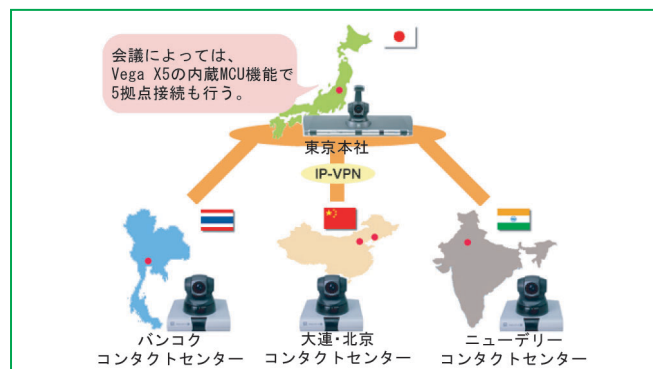 会議によっては、
Vega X5の内蔵MCU機能で
5拠点接続も行う。
東京本社
IP-VPN
バンコク
コンタクトセンター
大連・北京
コンタクトセンター
ニューデリー
コンタクトセンター